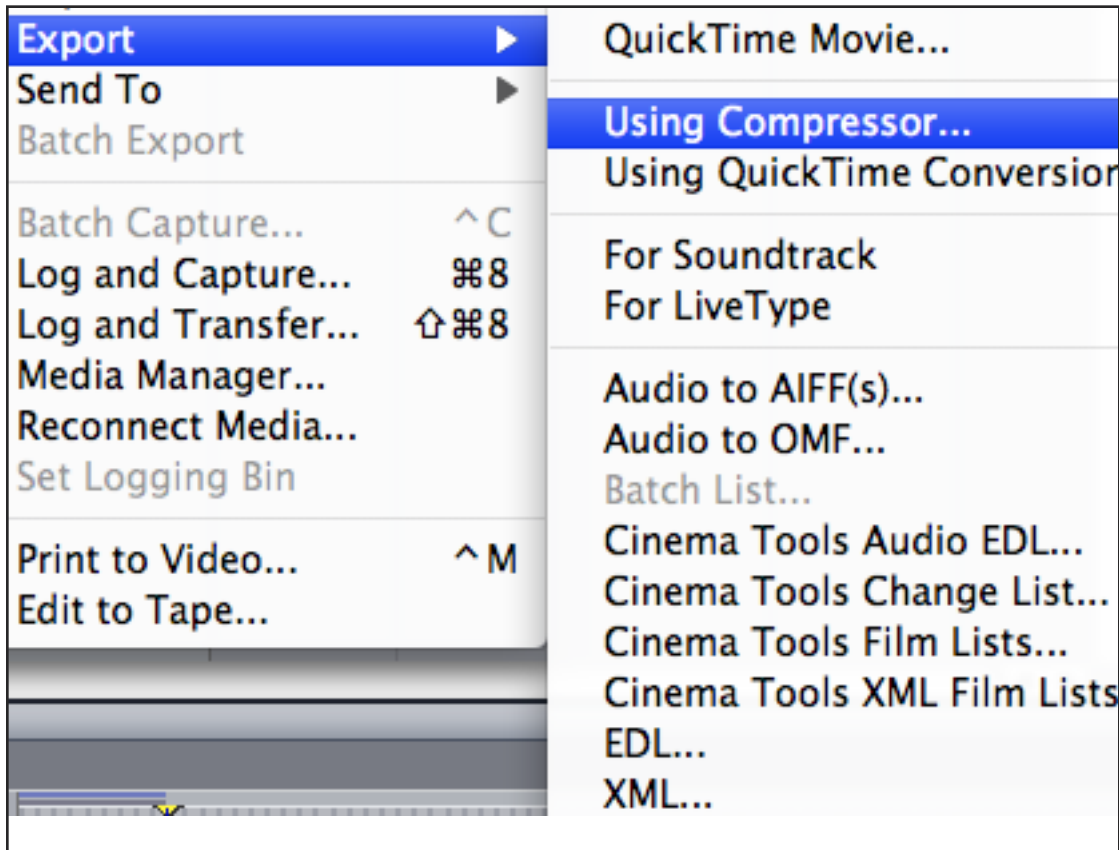 Export
Send To
Batch Export
Batch Capture... ^C
Log and Capture... ⌘8
Log and Transfer... ⇧⌘8
Media Manager...
Reconnect Media...
Set Logging Bin
Print to Video... ^M
Edit to Tape...
QuickTime Movie...
Using Compressor...
Using QuickTime Conversion
For Soundtrack
For LiveType
Audio to AIFF(s)...
Audio to OMF...
Batch List...
Cinema Tools Audio EDL...
Cinema Tools Change List...
Cinema Tools Film Lists...
Cinema Tools XML Film Lists
EDL...
XML...